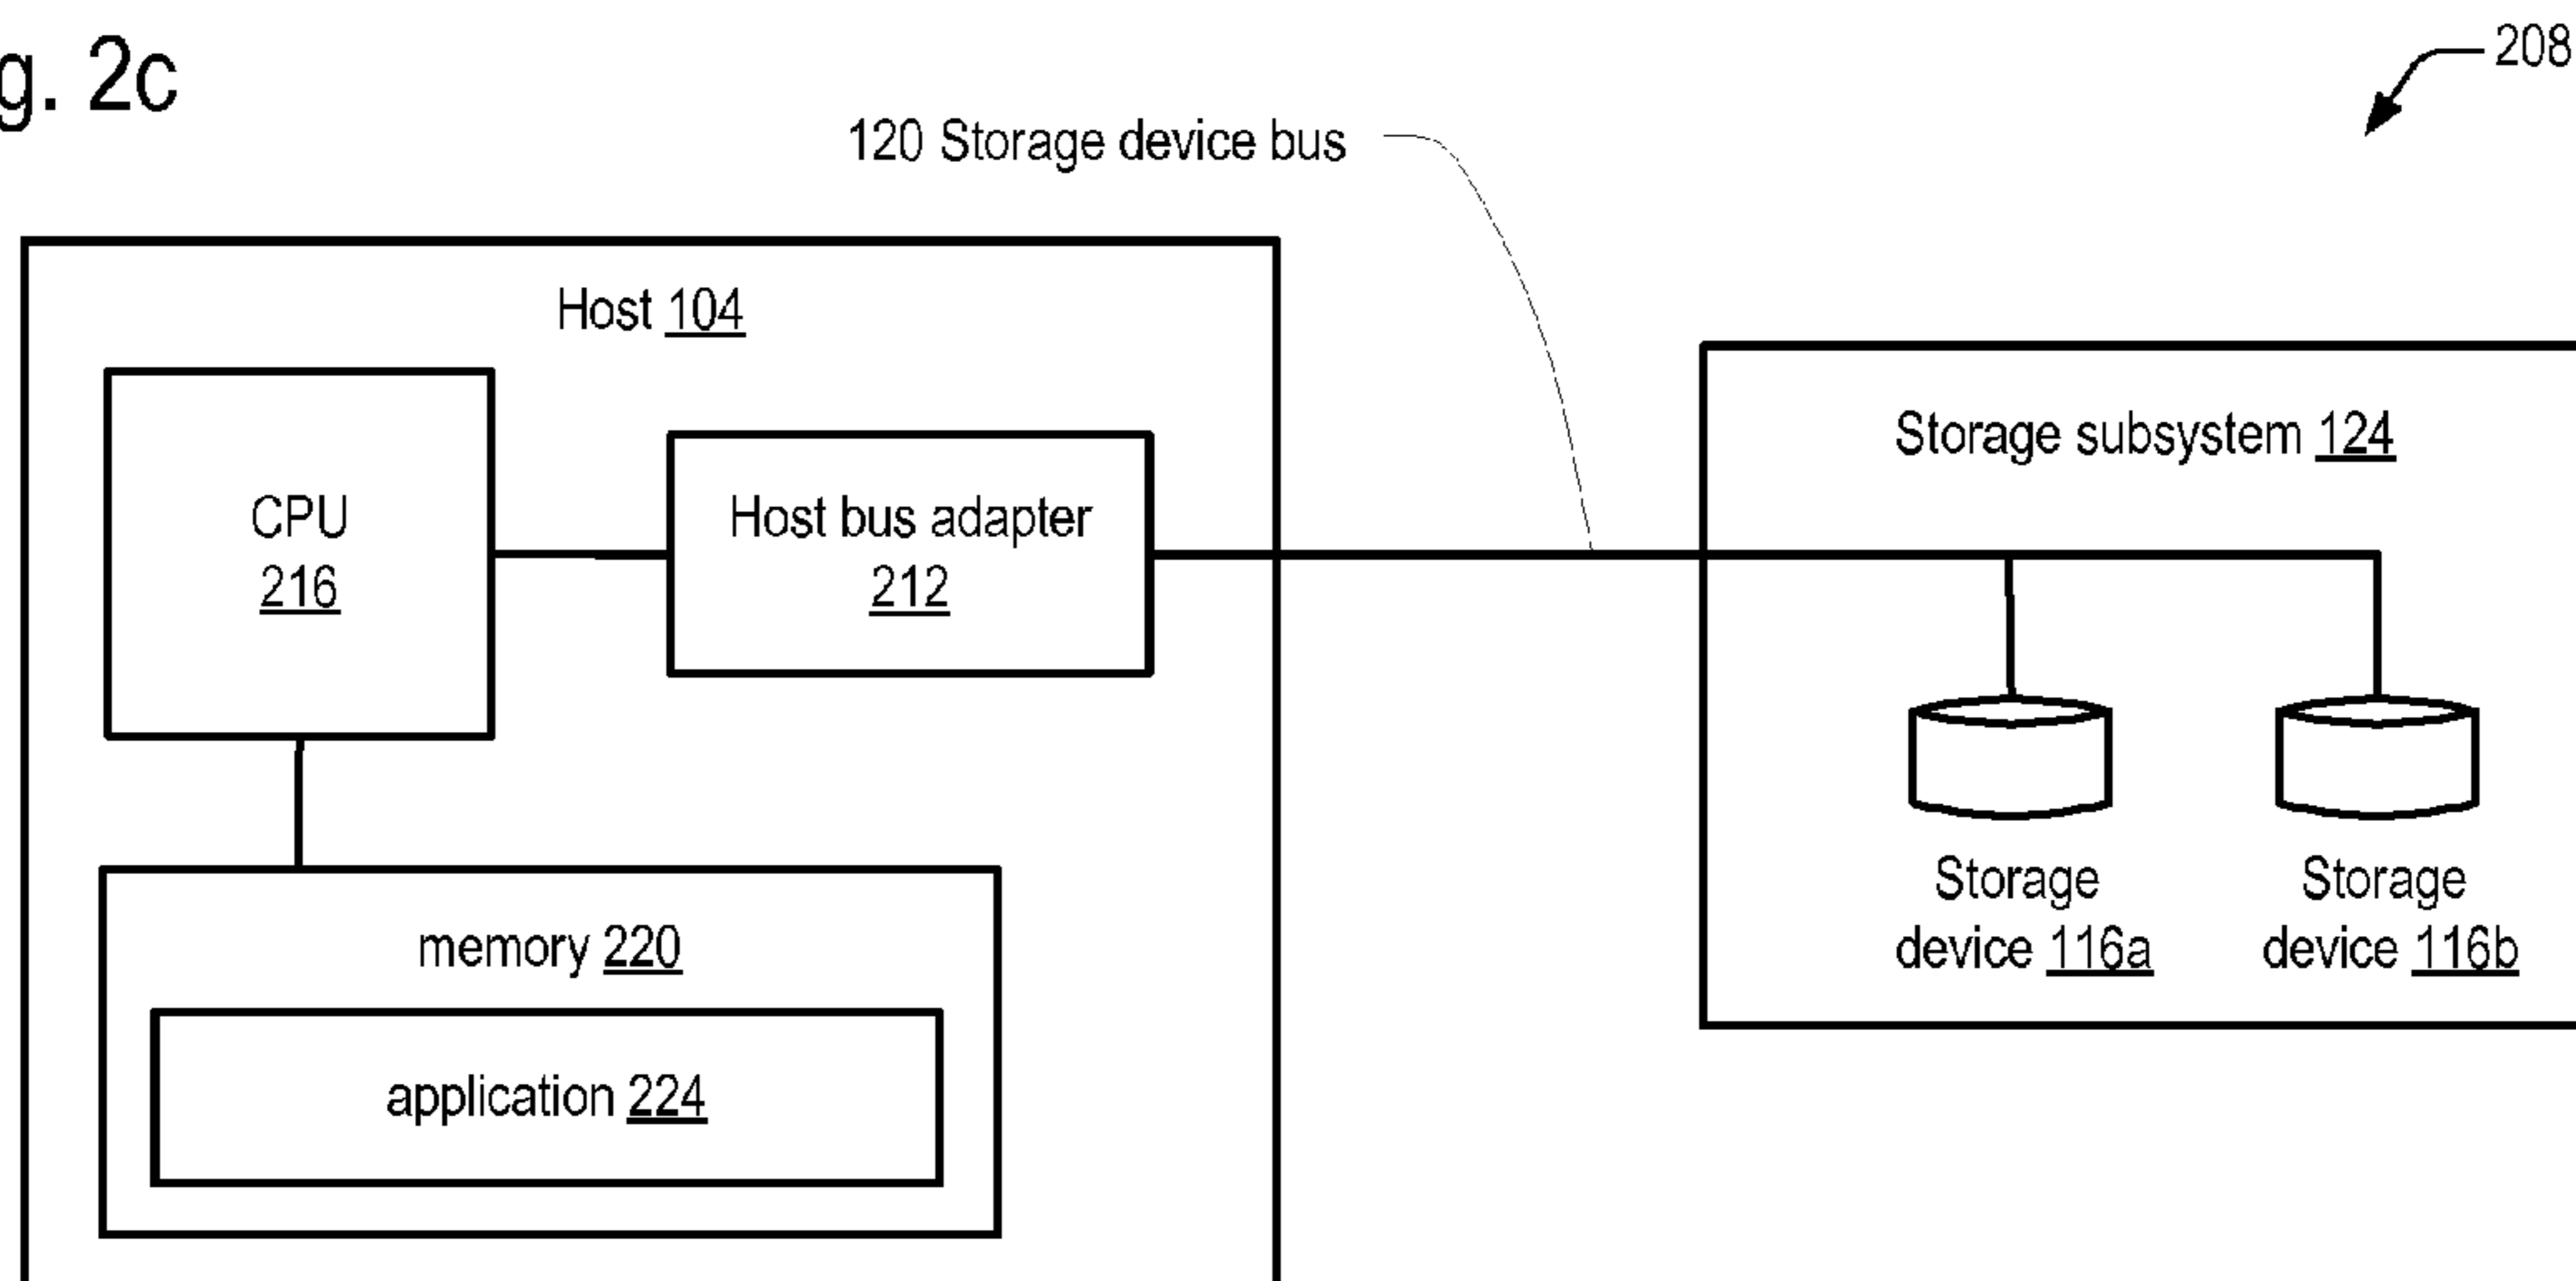 g. 2c
208
120 Storage device bus
Host 104
Storage subsystem 124
CPU
216
Host bus adapter
212
Storage
device 116a
Storage
device 116b
memory 220
application 224